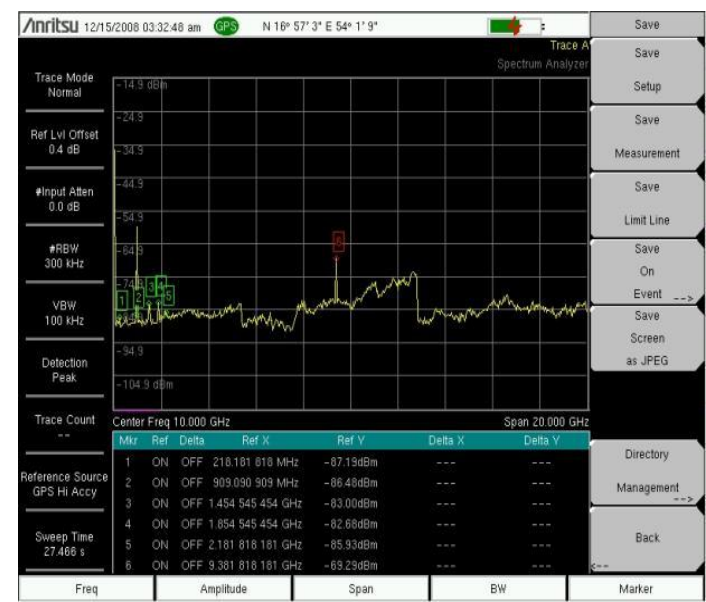 Anritsu 12/15/2008 03:32:48 am GPS N 16° 57' 3" E 54° 1' 9"
Save
Trace A
Spectrum Analyzer
Save
Setup
Save
Measurement
Save
Limit Line
Save
On
Event -->
Save
Screen
as JPEG
Directory
Management -->
Back
<--
Trace Mode
Normal
Ref Lvl Offset
0.4 dB
#Input Atten
0.0 dB
#RBW
300 kHz
VBW
100 kHz
Detection
Peak
Trace Count
--
Reference Source
GPS Hi Accy
Sweep Time
27.466 s
-14.9 dBm
-24.9
-34.9
-44.9
-54.9
-64.9
-94.9
-104.9 dBm
1
2
3
4
5
6
Center Freq 10.000 GHz Span 20.000 GHz
Mkr Ref Delta Ref X Ref Y Delta X Delta Y
1 ON OFF 218.181 818 MHz -87.19dBm --- ---
2 ON OFF 909.090 909 MHz -86.48dBm --- ---
3 ON OFF 1.454 545 454 GHz -83.00dBm --- ---
4 ON OFF 1.854 545 454 GHz -82.68dBm --- ---
5 ON OFF 2.181 818 181 GHz -85.93dBm --- ---
6 ON OFF 9.381 818 181 GHz -69.29dBm --- ---
Freq Amplitude Span BW Marker